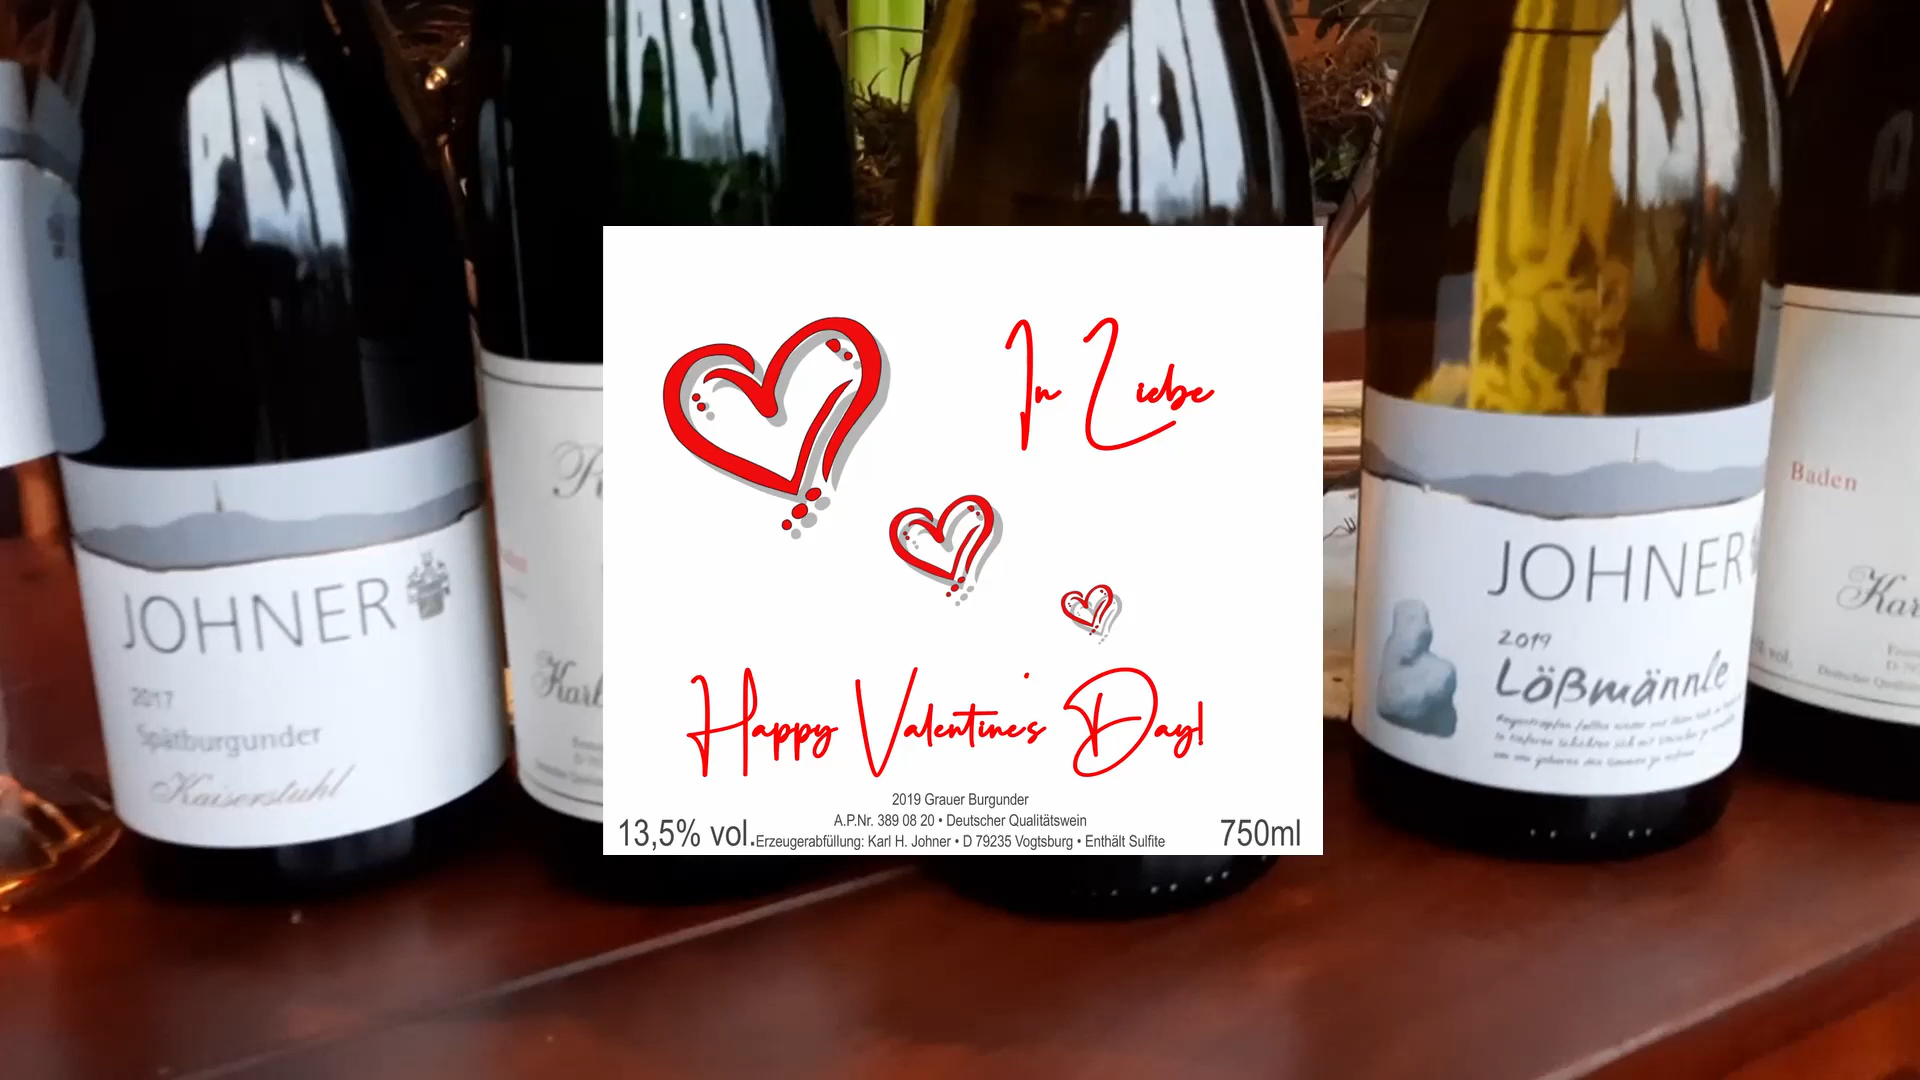 JOHNER
2017
Spätburgunder
Kaiserstuhl
Karl
In Liebe
Happy Valentine's Day!
2019 Grauer Burgunder
A.P.Nr. 389 08 20 • Deutscher Qualitätswein
13,5% vol.
Erzeugerabfüllung: Karl H. Johner • D 79235 Vogtsburg • Enthält Sulfite
750ml
JOHNER
2019
Lößmännle
Baden